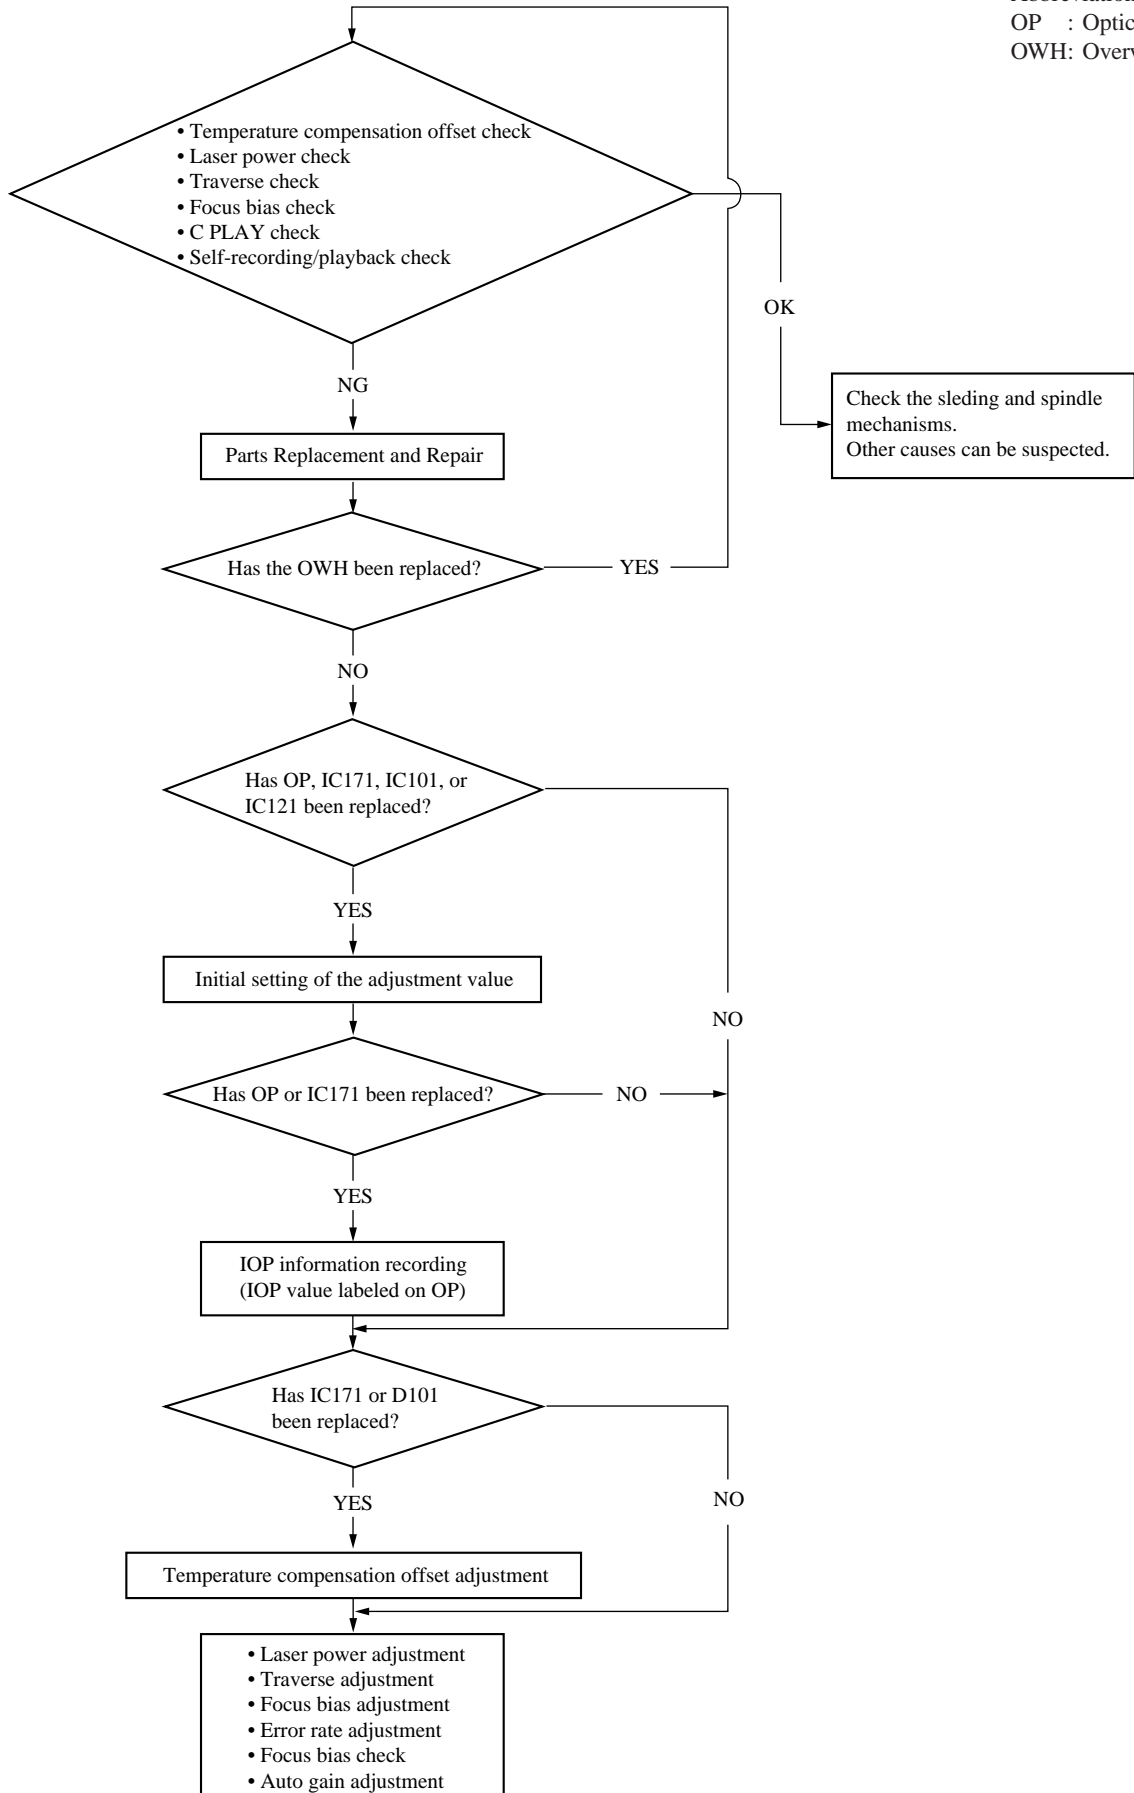 OP : Optic
OWH: Overw
• Temperature compensation offset check
• Laser power check
• Traverse check
• Focus bias check
• C PLAY check
• Self-recording/playback check
OK
NG
Check the sleding and spindle
mechanisms.
Other causes can be suspected.
Parts Replacement and Repair
Has the OWH been replaced?
YES
NO
Has OP, IC171, IC101, or
IC121 been replaced?
YES
Initial setting of the adjustment value
NO
Has OP or IC171 been replaced?
NO
YES
IOP information recording
(IOP value labeled on OP)
Has IC171 or D101
been replaced?
YES
NO
Temperature compensation offset adjustment
• Laser power adjustment
• Traverse adjustment
• Focus bias adjustment
• Error rate adjustment
• Focus bias check
• Auto gain adjustment